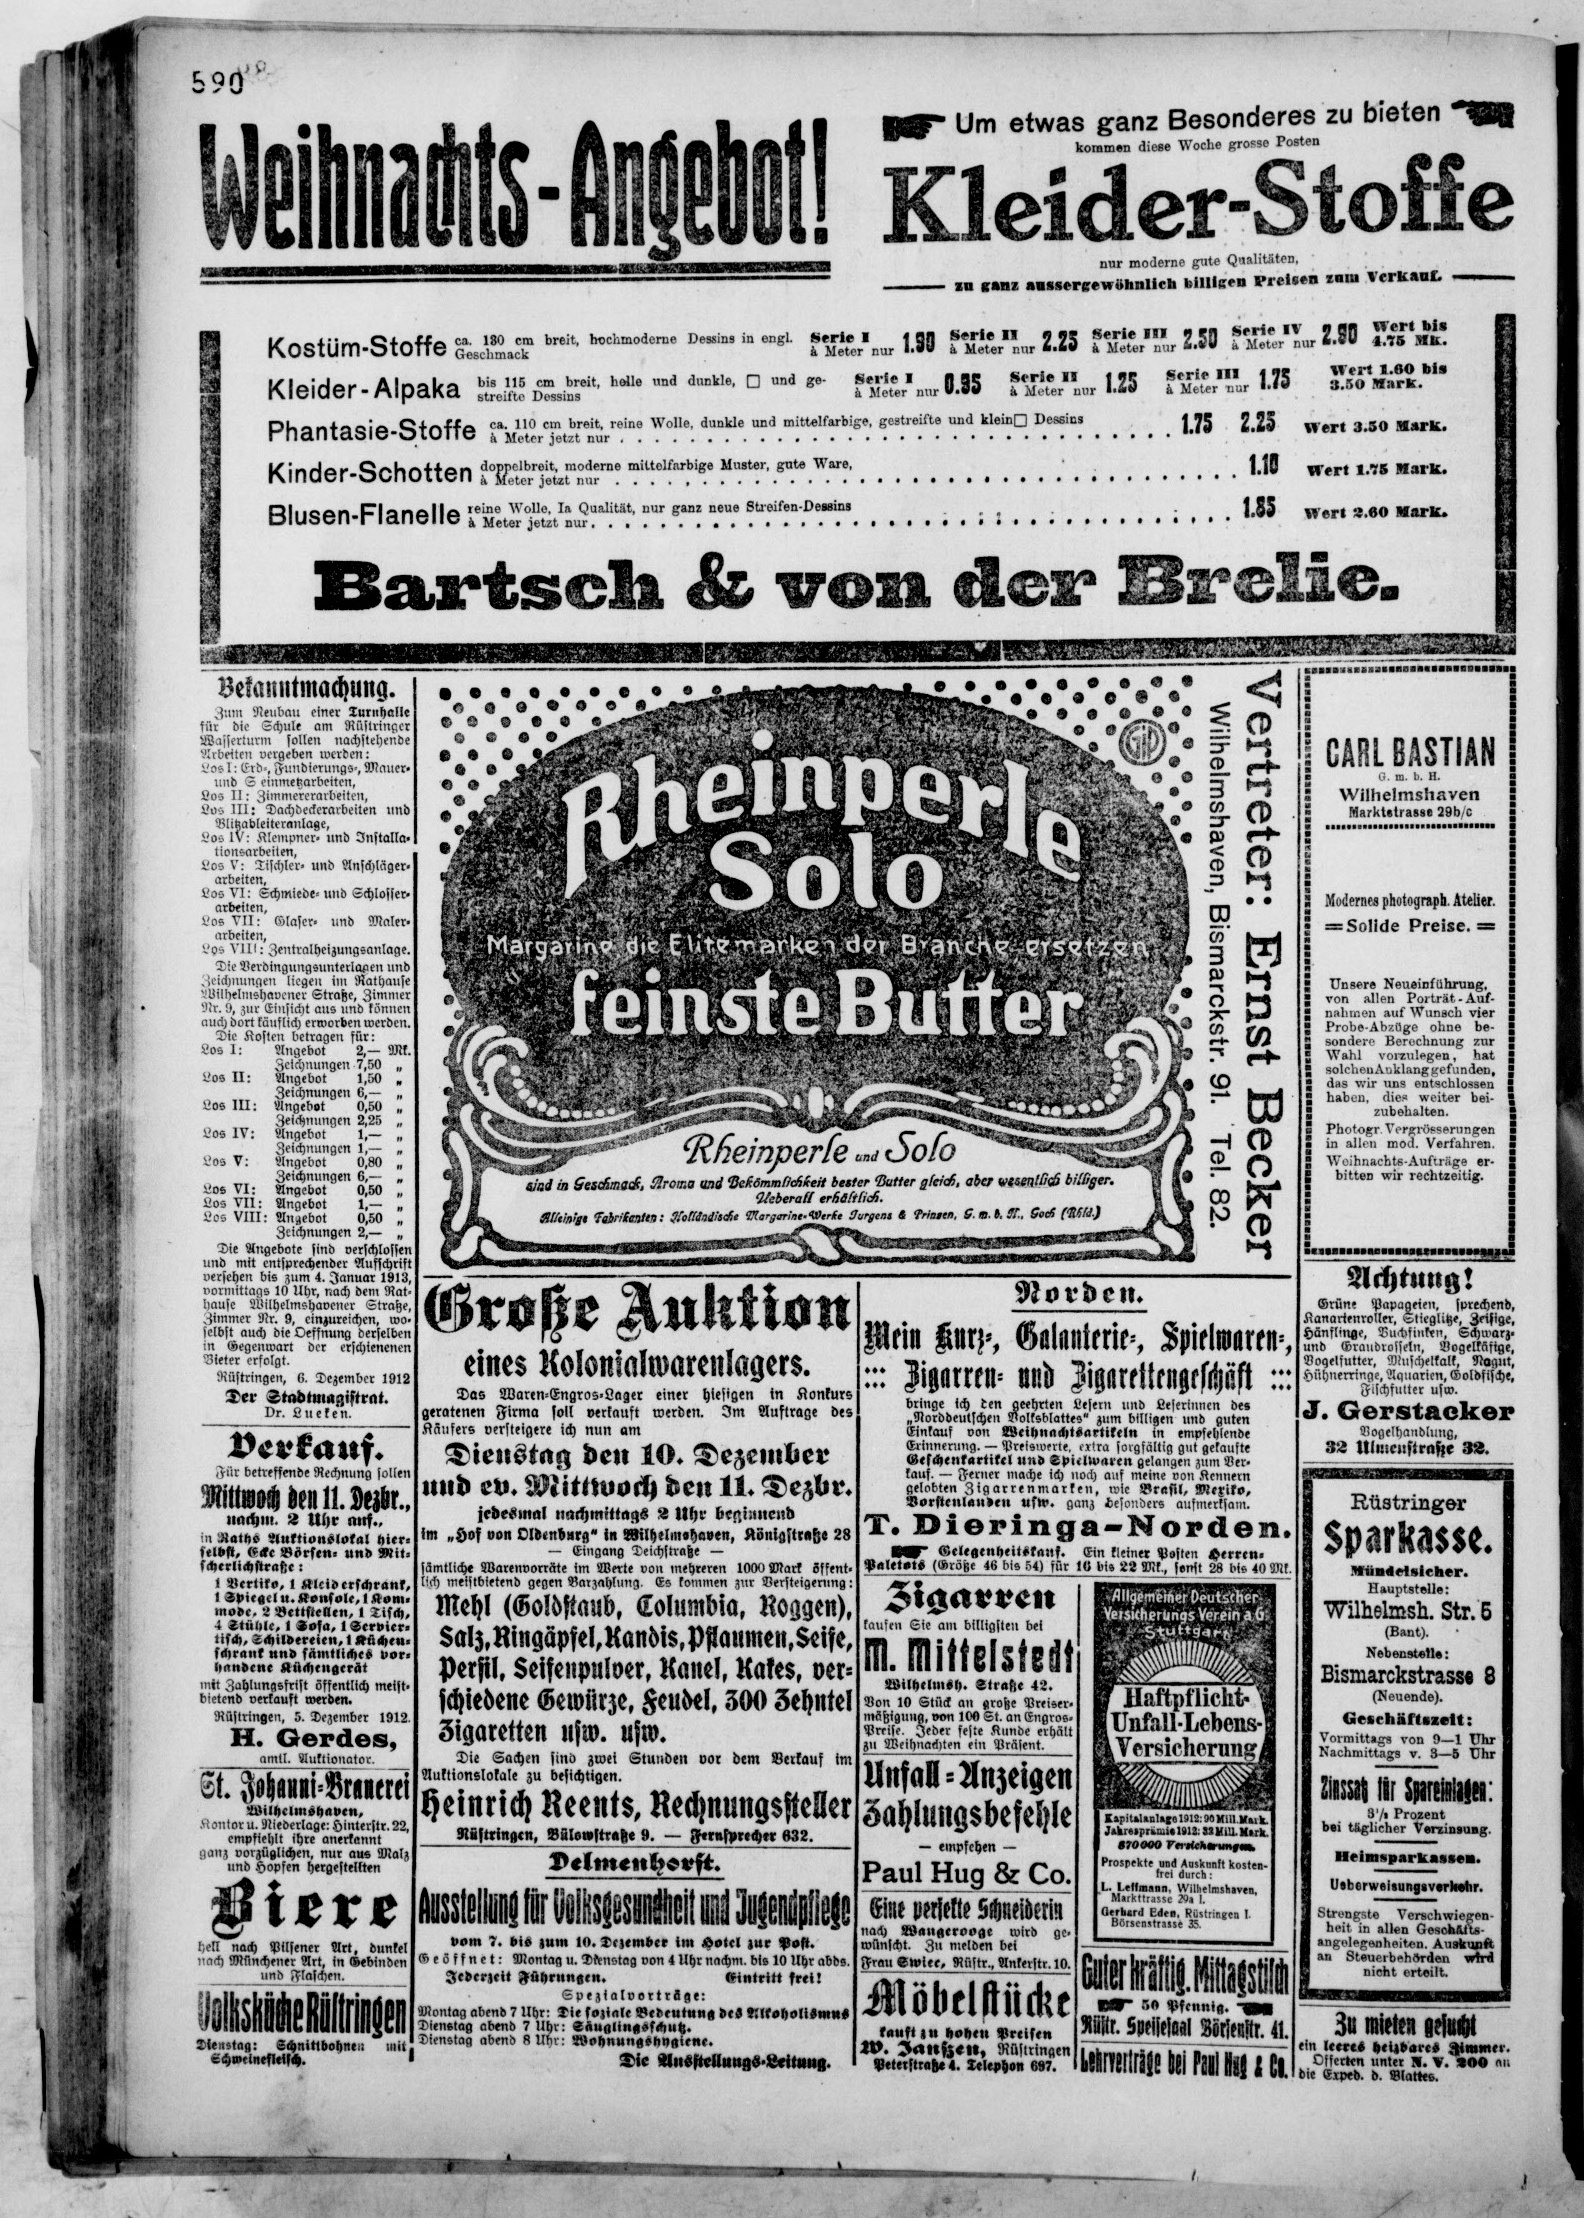 590
Weihnachts-Angebot!
Um etwas ganz Besonderes zu bieten
kommen diese Woche grosse Posten
Kleider-Stoffe
nur moderne gute Qualitäten,
zu ganz aussergewöhnlich billigen Preisen zum Verkauf.
Kostüm-Stoffe ca. 130 cm breit, hochmoderne Dessins in engl. Geschmack Serie I à Meter nur 1.90 Serie II à Meter nur 2.25 Serie III à Meter nur 2.50 Serie IV à Meter nur 2.90 Wert bis 4.75 Mk.
Kleider-Alpaka bis 115 cm breit, helle und dunkle, □ und gestreifte Dessins Serie I à Meter nur 0.95 Serie II à Meter nur 1.25 Serie III à Meter nur 1.75 Wert 1.60 bis 3.50 Mark.
Phantasie-Stoffe ca. 110 cm breit, reine Wolle, dunkle und mittelfarbige, gestreifte und klein□ Dessins à Meter jetzt nur 1.75 2.25 Wert 3.50 Mark.
Kinder-Schotten doppelbreit, moderne mittelfarbige Muster, gute Ware, à Meter jetzt nur 1.10 Wert 1.75 Mark.
Blusen-Flanelle reine Wolle, Ia Qualität, nur ganz neue Streifen-Dessins à Meter jetzt nur 1.85 Wert 2.60 Mark.
Bartsch & von der Brelie.
Bekanntmachung.
Zum Neubau einer Turnhalle
für die Schule am Rüstringer
Wasserturm sollen nachstehende
Arbeiten vergeben werden:
Los I: Erd-, Fundierungs-, Mauer-
und Steinmetzarbeiten,
Los II: Zimmererarbeiten,
Los III: Dachdeckerarbeiten und
Blitzableiteranlage,
Los IV: Klempner- und Installa-
tionsarbeiten,
Los V: Tischler- und Anschläger-
arbeiten,
Los VI: Schmiede- und Schlosser-
arbeiten,
Los VII: Glaser- und Maler-
arbeiten,
Los VIII: Zentralheizungsanlage.
Die Verdingungsunterlagen und
Zeichnungen liegen im Rathause
Wilhelmshavener Straße, Zimmer
Nr. 9, zur Einsicht aus und können
auch dort käuflich erworben werden.
Die Kosten betragen für:
Los I: Angebot 2,— Mk.
Zeichnungen 7,50 „
Los II: Angebot 1,50 „
Zeichnungen 6,— „
Los III: Angebot 0,50 „
Zeichnungen 2,25 „
Los IV: Angebot 1,— „
Zeichnungen 1,— „
Los V: Angebot 0,80 „
Zeichnungen 6,— „
Los VI: Angebot 0,50 „
Los VII: Angebot 1,— „
Los VIII: Angebot 0,50 „
Zeichnungen 2,— „
Die Angebote sind verschlossen
und mit entsprechender Aufschrift
versehen bis zum 4. Januar 1913,
vormittags 10 Uhr, nach dem Rat-
hause Wilhelmshavener Straße,
Zimmer Nr. 9, einzureichen, wo-
selbst auch die Oeffnung derselben
in Gegenwart der erschienenen
Bieter erfolgt.
Rüstringen, 6. Dezember 1912
Der Stadtmagistrat.
Dr. Lueken.
Verkauf.
Für betreffende Rechnung sollen
Mittwoch den 11. Dezbr.,
nachm. 2 Uhr anf.,
in Raths Auktionslokal hier-
selbst, Ecke Börsen- und Mit-
scherlichstraße:
1 Vertiko, 1 Kleiderschrank,
1 Spiegel u. Konsole, 1 Kom-
mode, 2 Bettstellen, 1 Tisch,
4 Stühle, 1 Sofa, 1 Servier-
tisch, Schildereien, 1 Küchen-
schrank und sämtliches vor-
handene Küchengerät
mit Zahlungsfrist öffentlich meist-
bietend verkauft werden.
Rüstringen, 5. Dezember 1912.
H. Gerdes,
amtl. Auktionator.
St. Johanni-Brauerei
Wilhelmshaven,
Kontor u. Niederlage: Hinterstr. 22,
empfiehlt ihre anerkannt
ganz vorzüglichen, nur aus Malz
und Hopfen hergestellten
Biere
hell nach Pilsener Art, dunkel
nach Münchener Art, in Gebinden
und Flaschen.
Volksküche Rüstringen
Dienstag: Schnittbohnen mit
Schweinefleisch.
Rheinperle
Solo
Margarine die Elitemarken der Branche-ersetzen
feinste Butter
Rheinperle und Solo
sind in Geschmack, Aroma und Bekömmlichkeit bester Butter gleich, aber wesentlich billiger.
Ueberall erhältlich.
Alleinige Fabrikanten: Holländische Margarine-Werke Jurgens & Prinzen, G. m. b. H., Goch (Rhld.)
Vertreter: Ernst Becker
Wilhelmshaven, Bismarckstr. 91. Tel. 82.
Große Auktion
eines Kolonialwarenlagers.
Das Waren-Engros-Lager einer hiesigen in Konkurs
geratenen Firma soll verkauft werden. Im Auftrage des
Käufers versteigere ich nun am
Dienstag den 10. Dezember
und ev. Mittwoch den 11. Dezbr.
jedesmal nachmittags 2 Uhr beginnend
im „Hof von Oldenburg“ in Wilhelmshaven, Königstraße 28
— Eingang Deichstraße —
sämtliche Warenvorräte im Werte von mehreren 1000 Mark öffent-
lich meistbietend gegen Barzahlung. Es kommen zur Versteigerung:
Mehl (Goldstaub, Columbia, Roggen),
Salz, Ringäpfel, Kandis, Pflaumen, Seife,
Persil, Seifenpulver, Kanel, Kakes, ver-
schiedene Gewürze, Feudel, 300 Zehntel
Zigaretten usw. usw.
Die Sachen sind zwei Stunden vor dem Verkauf im
Auktionslokale zu besichtigen.
Heinrich Reents, Rechnungssteller
Rüstringen, Bülowstraße 9. — Fernsprecher 632.
Delmenhorst.
Ausstellung für Volksgesundheit und Jugendpflege
vom 7. bis zum 10. Dezember im Hotel zur Post.
Geöffnet: Montag u. Dienstag von 4 Uhr nachm. bis 10 Uhr abds.
Jederzeit Führungen. Eintritt frei!
Spezialvorträge:
Montag abend 7 Uhr: Die soziale Bedeutung des Alkoholismus
Dienstag abend 7 Uhr: Säuglingsschutz.
Dienstag abend 8 Uhr: Wohnungshygiene.
Die Ausstellungs-Leitung.
Norden.
Mein Kurz-, Galanterie-, Spielwaren-,
::: Zigarren- und Zigarettengeschäft :::
bringe ich den geehrten Lesern und Leserinnen des
„Norddeutschen Volksblattes“ zum billigen und guten
Einkauf von Weihnachtsartikeln in empfehlende
Erinnerung. — Preiswerte, extra sorgfältig gut gekaufte
Geschenkartikel und Spielwaren gelangen zum Ver-
kauf. — Ferner mache ich noch auf meine von Kennern
gelobten Zigarrenmarken, wie Brasil, Mexiko,
Borstenlanden usw. ganz besonders aufmerksam.
T. Dieringa-Norden.
Gelegenheitskauf. Ein kleiner Posten Herren-
Paletots (Größe 46 bis 54) für 16 bis 22 Mk., sonst 28 bis 40 Mk.
Zigarren
kaufen Sie am billigsten bei
M. Mittelstedt
Wilhelmsh. Straße 42.
Von 10 Stück an große Preiser-
mäßigung, von 100 St. an Engros-
Preise. Jeder feste Kunde erhält
zu Weihnachten ein Präsent.
Unfall-Anzeigen
Zahlungsbefehle
— empfehen —
Paul Hug & Co.
Eine perfekte Schneiderin
nach Wangerooge wird ge-
wünscht. Zu melden bei
Frau Swiec, Rüstr., Ankerstr. 10.
Möbelstücke
kauft zu hohen Preisen
W. Janßen, Rüstringen
Peterstraße 4. Telephon 697.
Allgemeiner Deutscher
Versicherungs Verein a.G.
Stuttgart
Haftpflicht-
Unfall-Lebens-
Versicherung
Kapitalanlage 1912: 90 Mill. Mark.
Jahresprämie 1912: 32 Mill. Mark.
870000 Versicherungen.
Prospekte und Auskunft kosten-
frei durch:
L. Leffmann, Wilhelmshaven,
Markttrasse 29a I.
Gerhard Eden, Rüstringen I.
Börsenstrasse 35.
Guter kräftig. Mittagstisch
50 Pfennig.
Rüstr. Speisesaal Börsenstr. 41.
Lehrverträge bei Paul Hug & Co.
CARL BASTIAN
G. m. b. H.
Wilhelmshaven
Marktstrasse 29b/c
Modernes photograph. Atelier.
= Solide Preise. =
Unsere Neueinführung,
von allen Porträt-Auf-
nahmen auf Wunsch vier
Probe-Abzüge ohne be-
sondere Berechnung zur
Wahl vorzulegen, hat
solchen Anklang gefunden,
das wir uns entschlossen
haben, dies weiter bei-
zubehalten.
Photogr. Vergrösserungen
in allen mod. Verfahren.
Weihnachts-Aufträge er-
bitten wir rechtzeitig.
Achtung!
Grüne Papageien, sprechend,
Kanarienroller, Stieglitze, Zeisige,
Hänflinge, Buchfinken, Schwarz-
und Graudrosseln, Vogelkäfige,
Vogelfutter, Muschelkalk, Nagut,
Hühnerringe, Aquarien, Goldfische,
Fischfutter usw.
J. Gerstacker
Vogelhandlung,
32 Ulmenstraße 32.
Rüstringer
Sparkasse.
Mündelsicher.
Hauptstelle:
Wilhelmsh. Str. 5
(Bant).
Nebenstelle:
Bismarckstrasse 8
(Neuende).
Geschäftszeit:
Vormittags von 9—1 Uhr
Nachmittags v. 3—5 Uhr
Zinssatz für Spareinlagen:
3½ Prozent
bei täglicher Verzinsung.
Heimsparkassen.
Ueberweisungsverkehr.
Strengste Verschwiegen-
heit in allen Geschäfts-
angelegenheiten. Auskunft
an Steuerbehörden wird
nicht erteilt.
Zu mieten gesucht
ein leeres heizbares Zimmer.
Offerten unter N. V. 200 an
die Exped. d. Blattes.